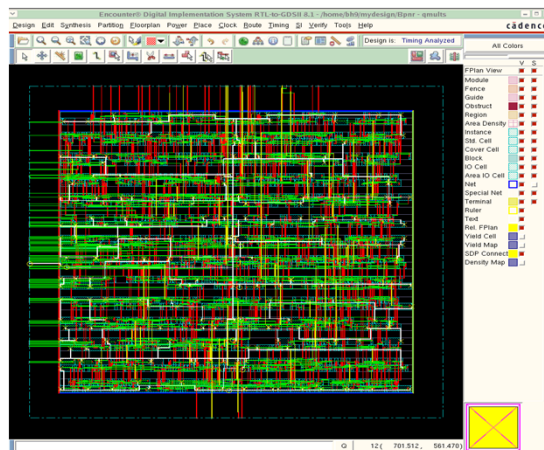 Encounter® Digital Implementation System RTL-to-GDSII 8.1 - /home/bhlt/mydesign/Bpnr - qmults
Design Edit Synthesis Partition Floorplan Power Place Clock Route Timing SI Verify Tools Help
cādence
Design is: Timing Analyzed
All Colors
V S
FPlan View
Module
Fence
Guide
Obstruct
Region
Area Density
Instance
Std. Cell
Cover Cell
Block
IO Cell
Area IO Cell
Net
Special Net
Terminal
Ruler
Text
Rel. FPlan
Yield Cell
Yield Map
SDP Connect
Density Map
Q 12( 701.512, 561.470)